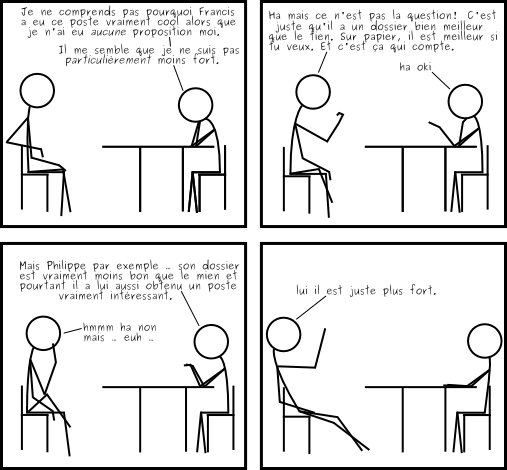 Je ne comprends pas pourquoi Francis
a eu ce poste vraiment cool alors que
je n'ai eu aucune proposition moi.
Il me semble que je ne suis pas
particulièrement moins fort.
Ha mais ce n'est pas la question! C'est
juste qu'il a un dossier bien meilleur
que le tien. Sur papier, il est meilleur si
tu veux. Et c'est ça qui compte.
ha oki
Mais Philippe par exemple … son dossier
est vraiment moins bon que le mien et
pourtant il a lui aussi obtenu un poste
vraiment intéressant.
hmmm ha non
mais … euh …
lui il est juste plus fort.